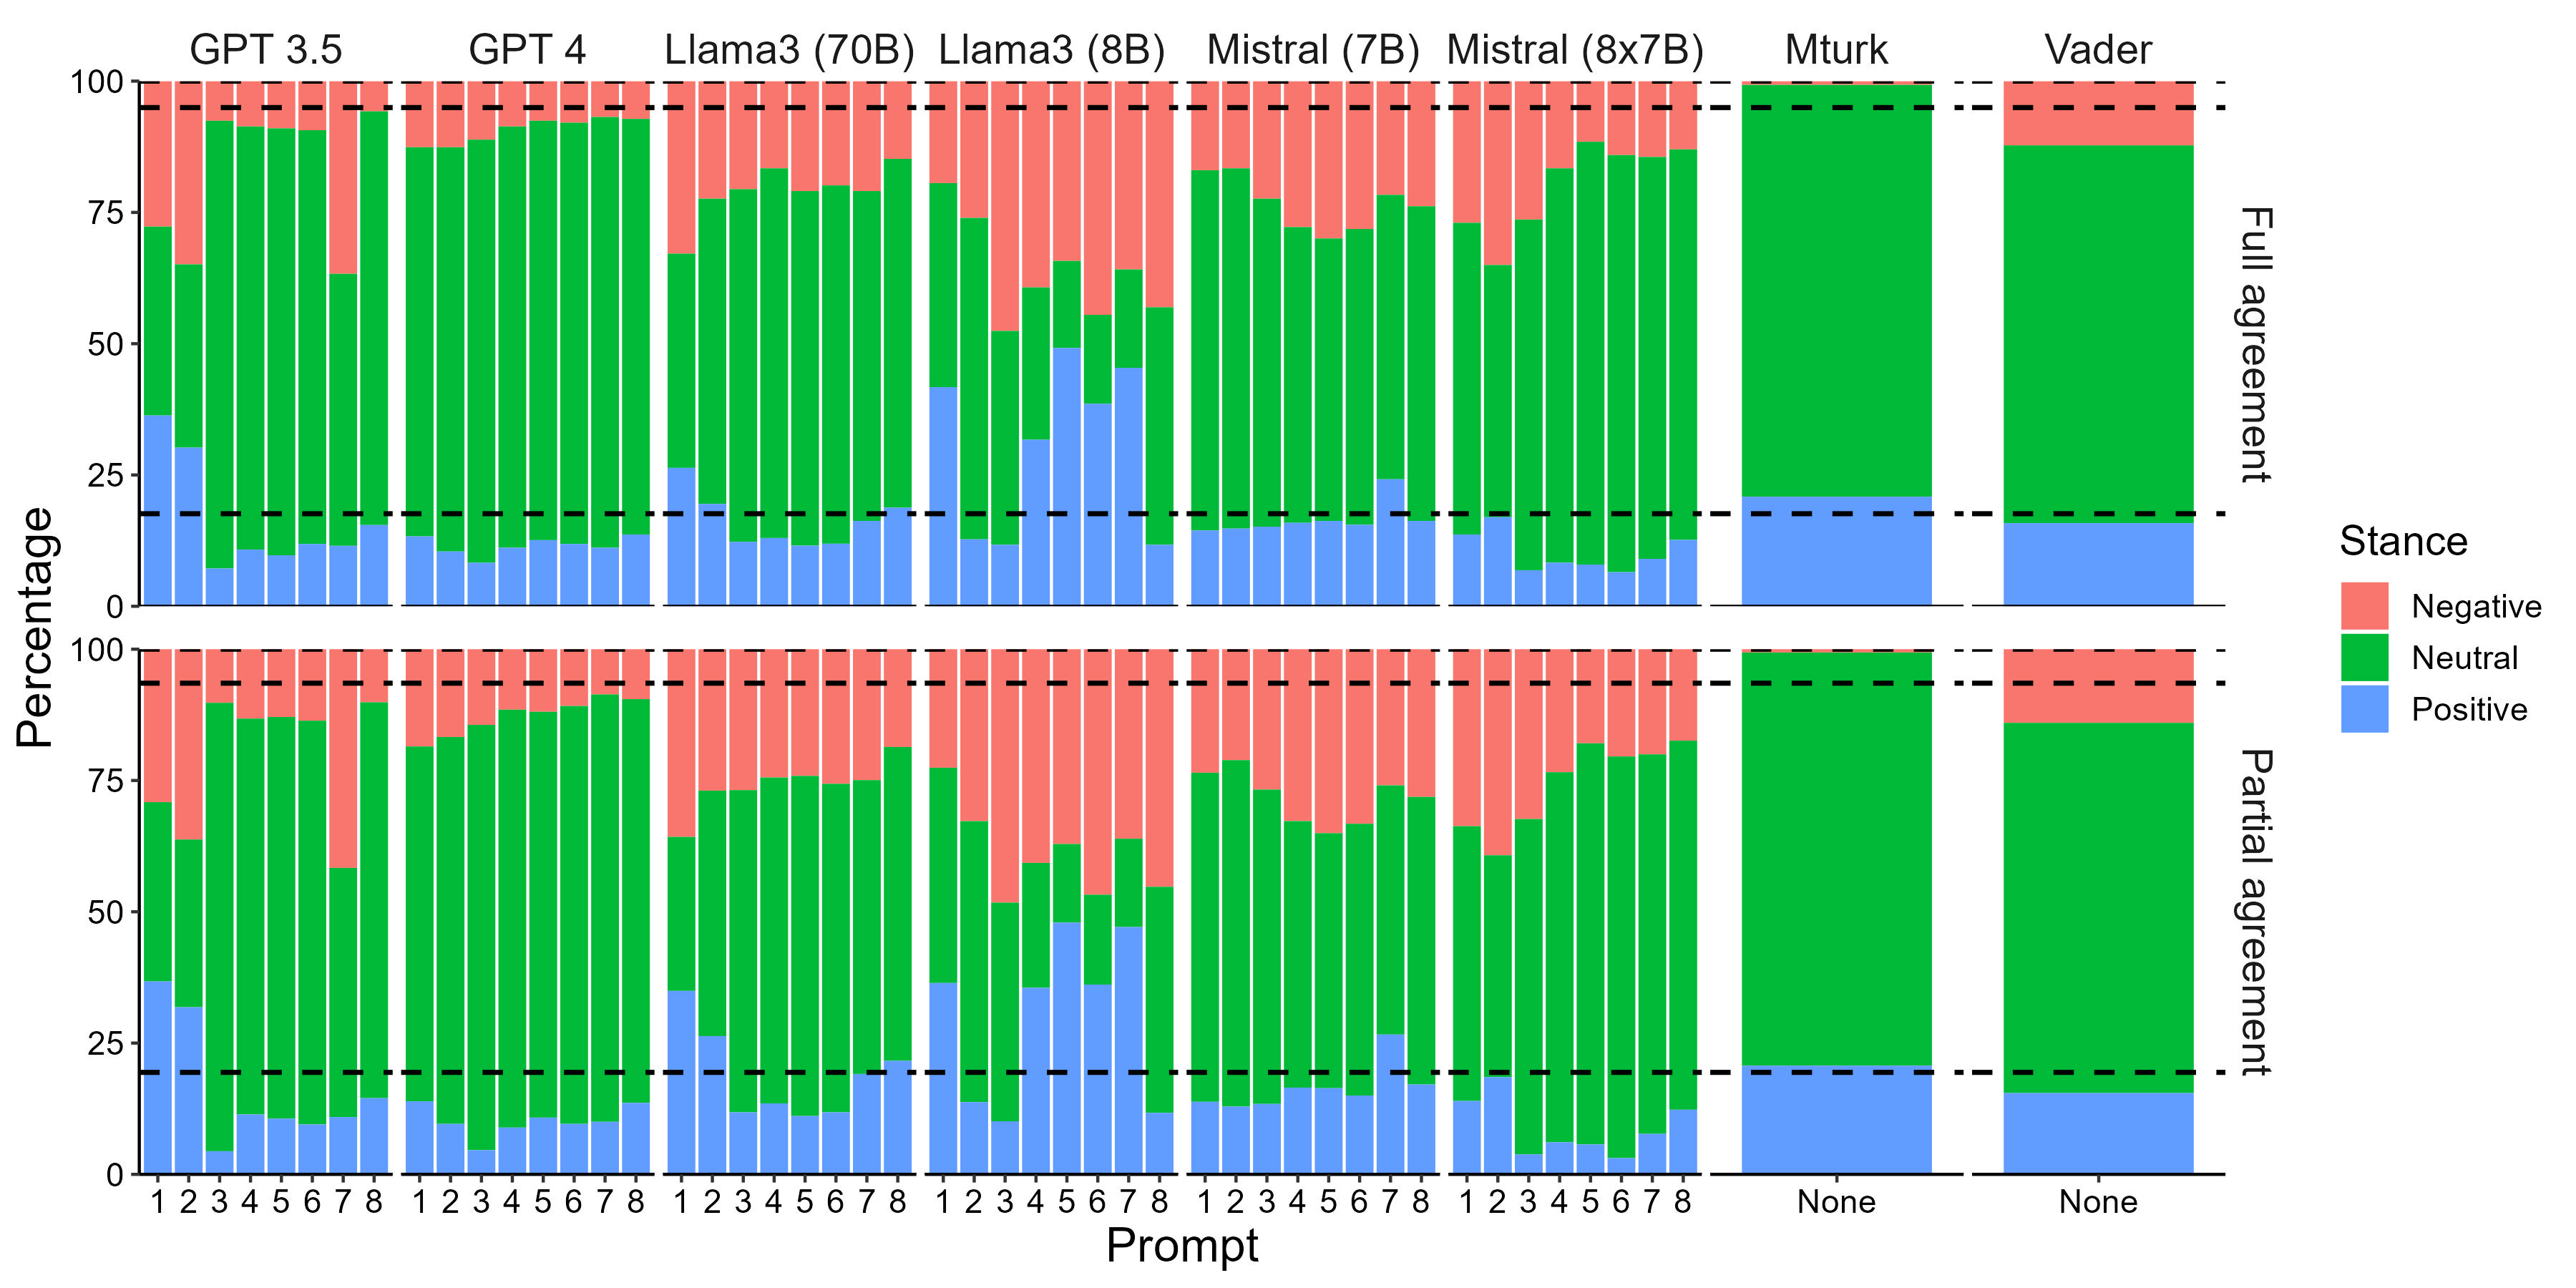 GPT 3.5 GPT 4 Llama3 (70B) Llama3 (8B) Mistral (7B) Mistral (8x7B) Mturk Vader
100
75
50
25
0
Full agreement
100
75
50
25
0
Partial agreement
Percentage
1 2 3 4 5 6 7 8 1 2 3 4 5 6 7 8 1 2 3 4 5 6 7 8 1 2 3 4 5 6 7 8 1 2 3 4 5 6 7 8 1 2 3 4 5 6 7 8 None None
Prompt
Stance
Negative
Neutral
Positive